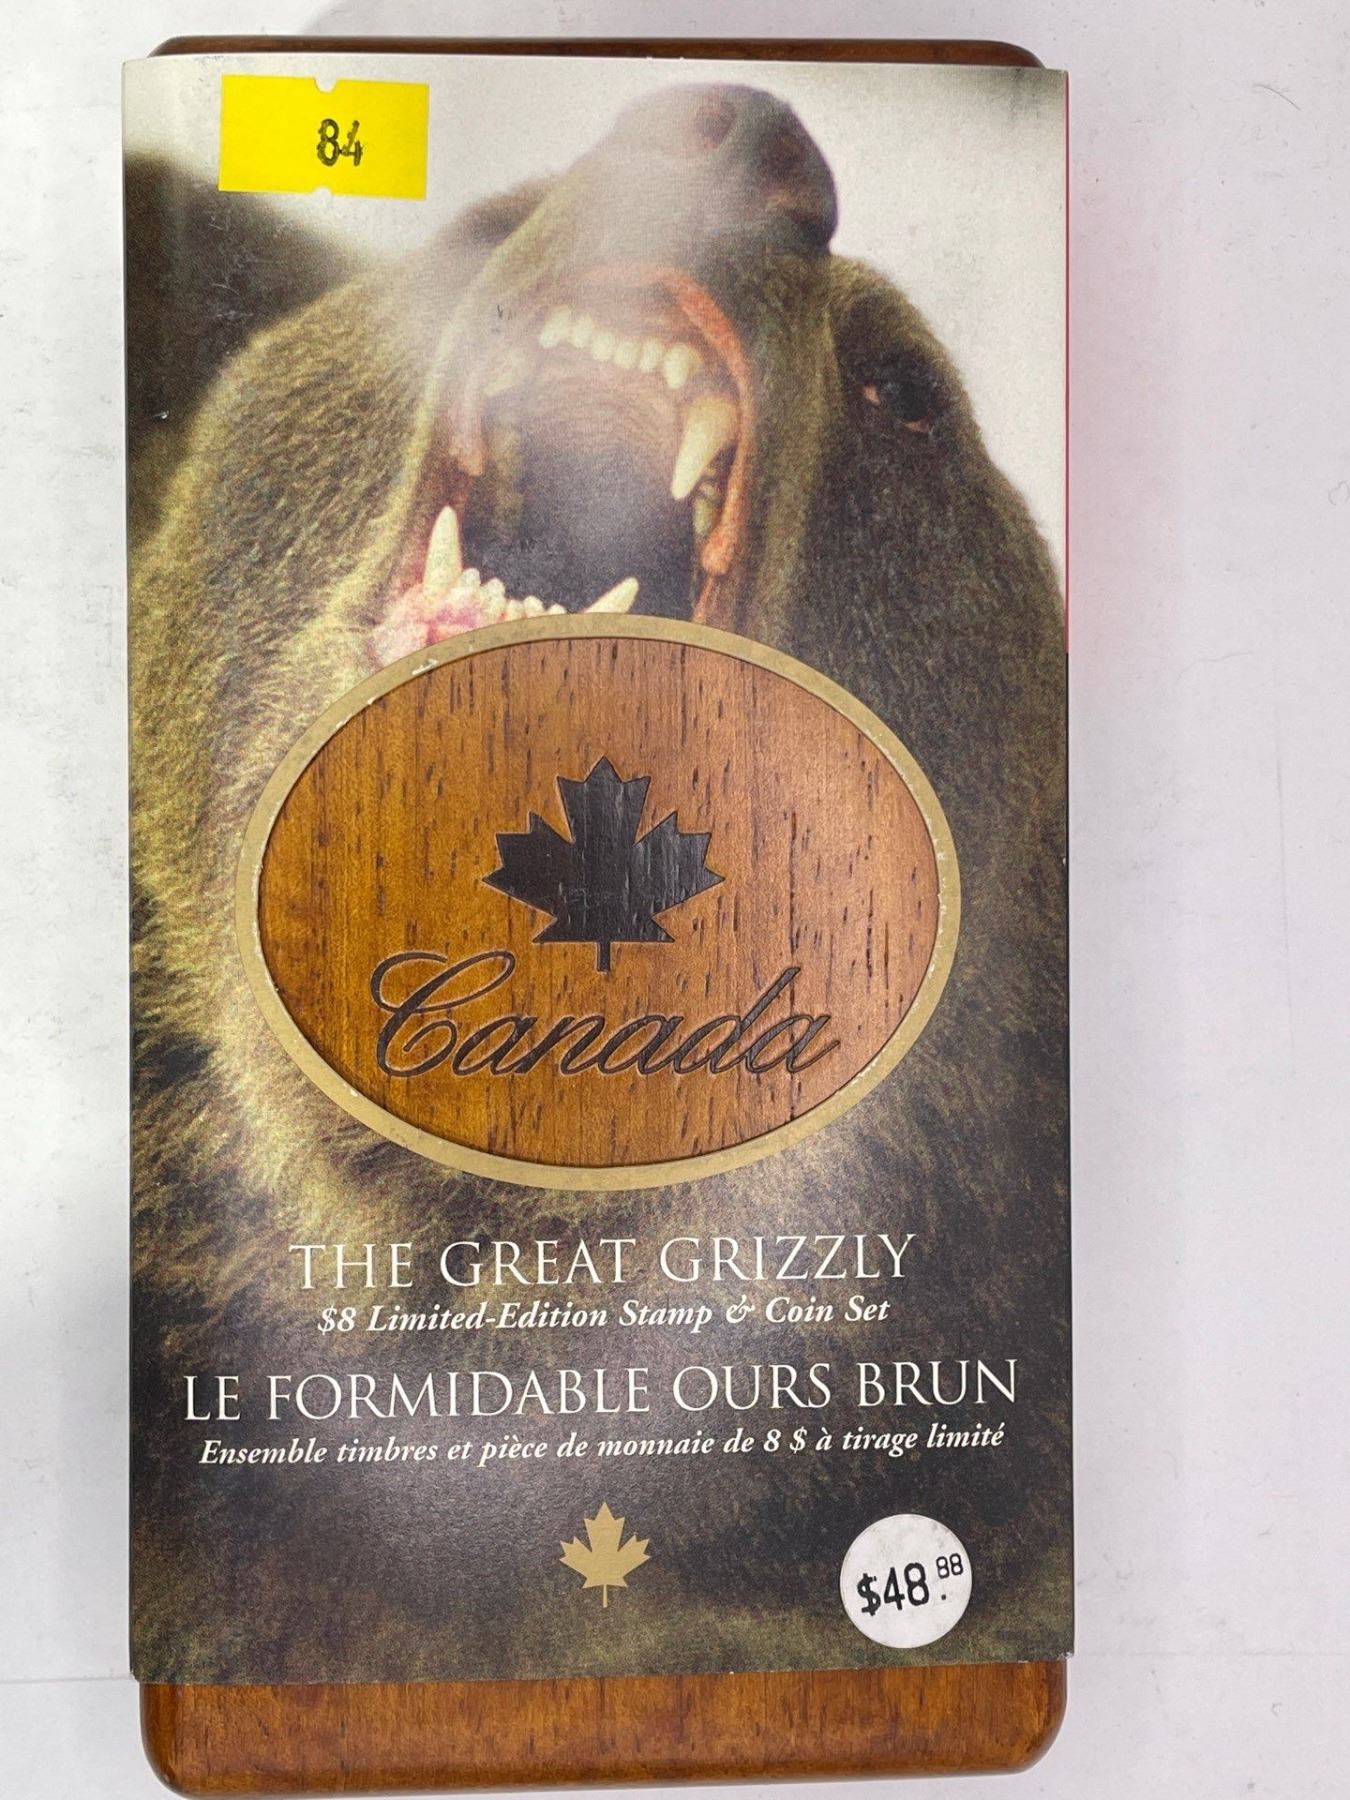 84
Canada
THE GREAT GRIZZLY
$8 Limited-Edition Stamp & Coin Set
LE FORMIDABLE OURS BRUN
Ensemble timbres et pièce de monnaie de 8 $ à tirage limité
$48.88